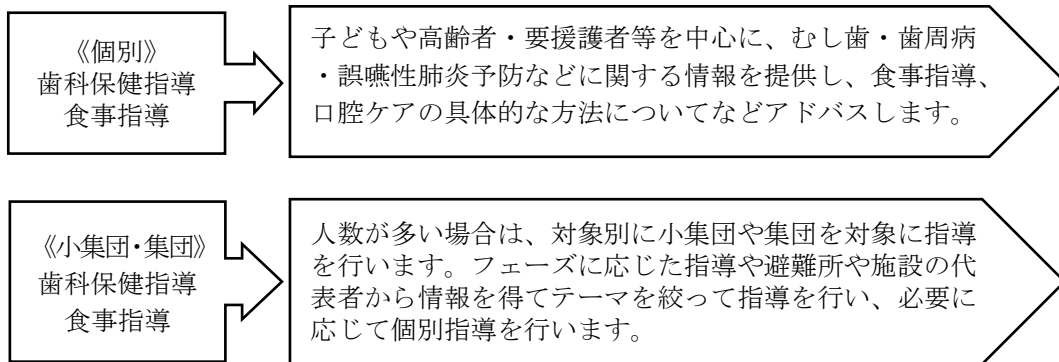 《個別》
歯科保健指導
食事指導
子どもや高齢者・要援護者等を中心に、むし歯・歯周病
・誤嚥性肺炎予防などに関する情報を提供し、食事指導、
口腔ケアの具体的な方法についてなどアドバスします。
《小集団・集団》
歯科保健指導
食事指導
人数が多い場合は、対象別に小集団や集団を対象に指導
を行います。フェーズに応じた指導や避難所や施設の代
表者から情報を得てテーマを絞って指導を行い、必要に
応じて個別指導を行います。